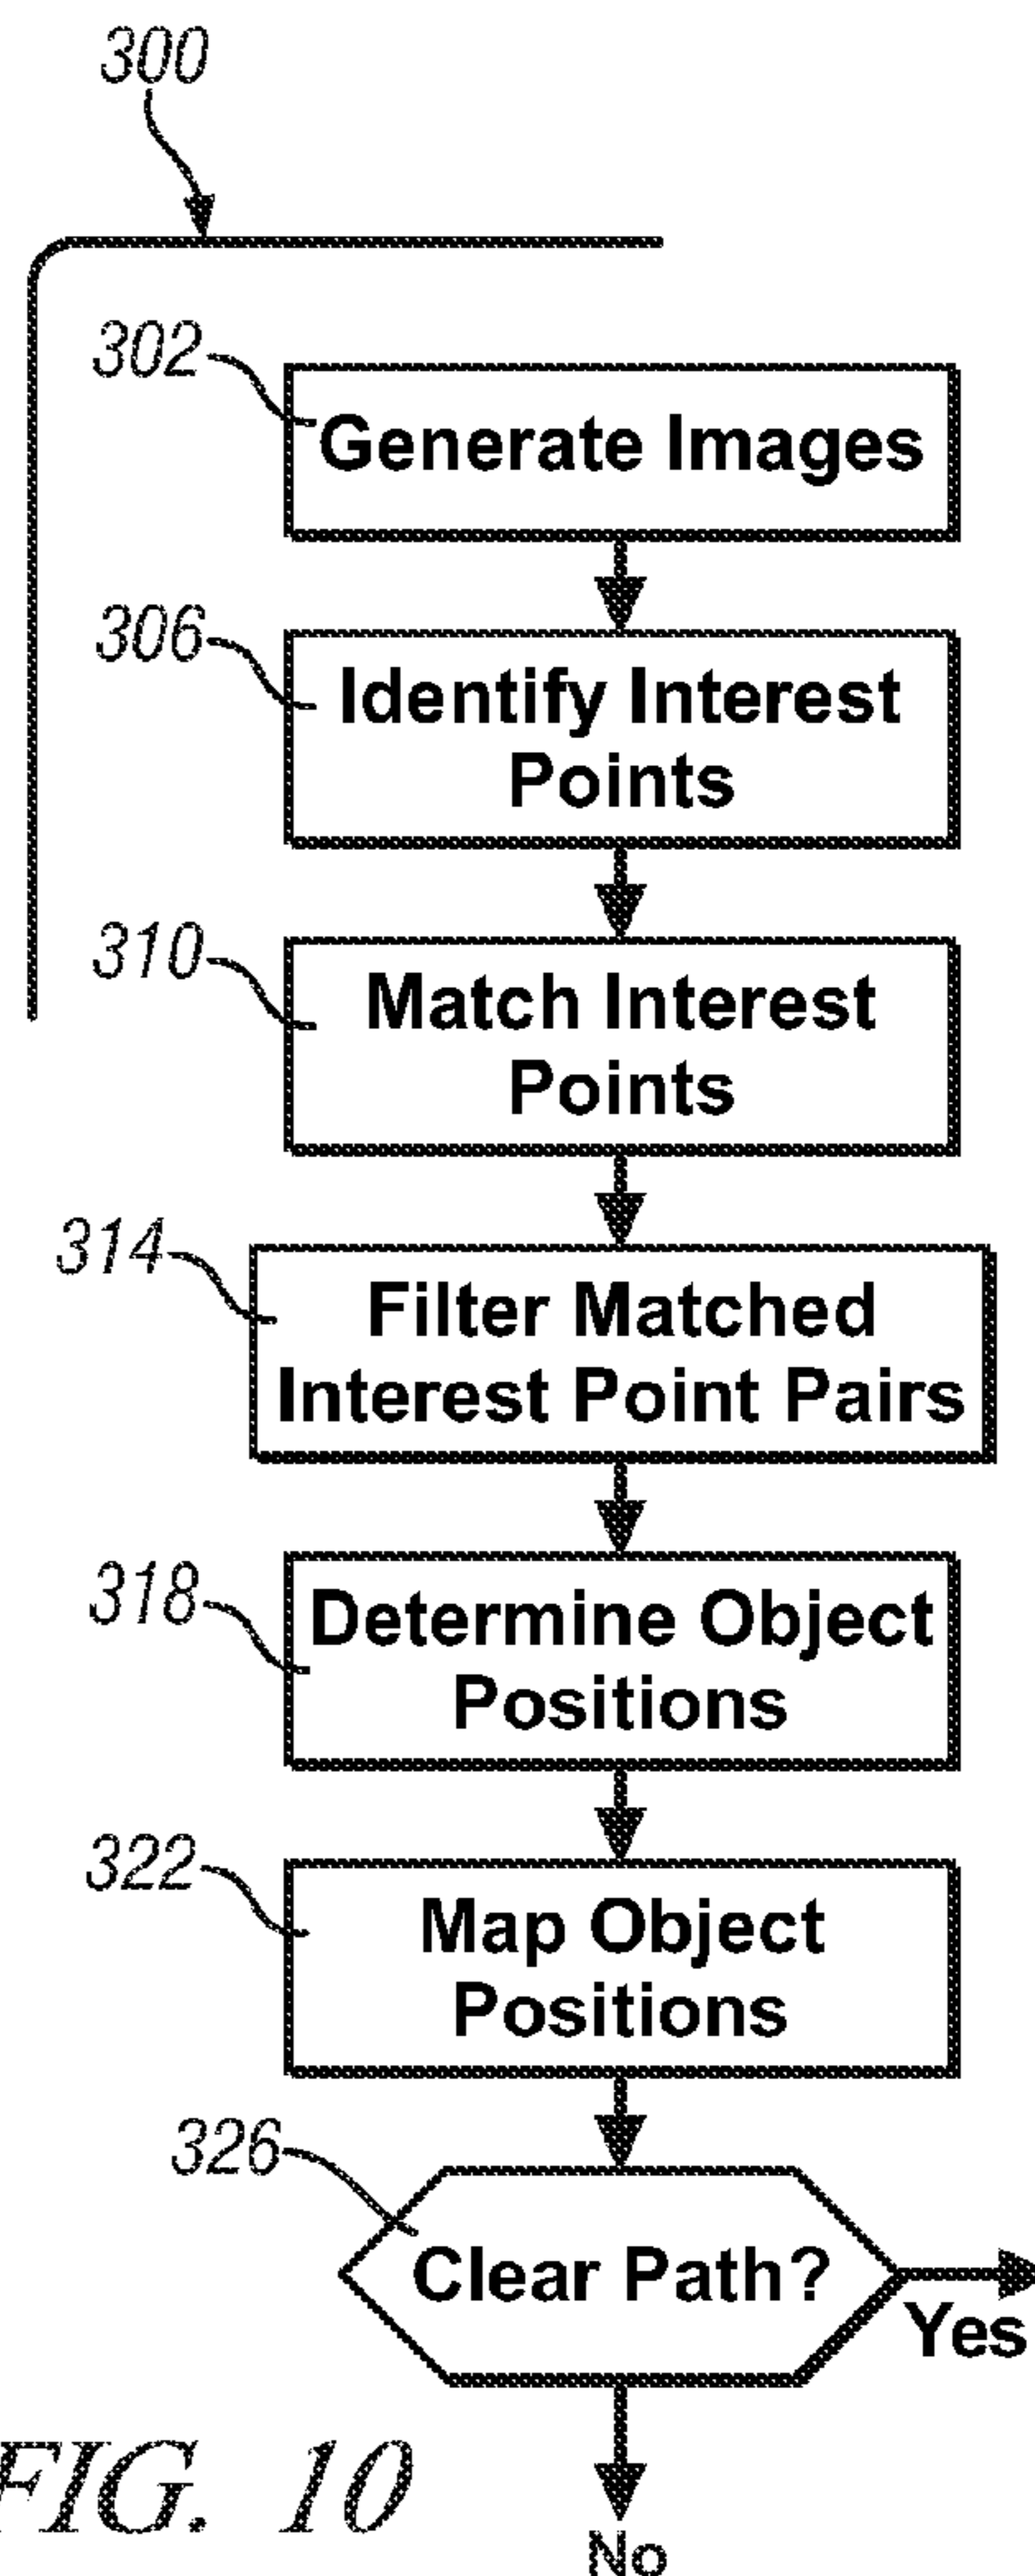 300
302
Generate Images
306
Identify Interest
Points
310
Match Interest
Points
314
Filter Matched
Interest Point Pairs
318
Determine Object
Positions
322
Map Object
Positions
326
Clear Path?
Yes
No
FIG. 10